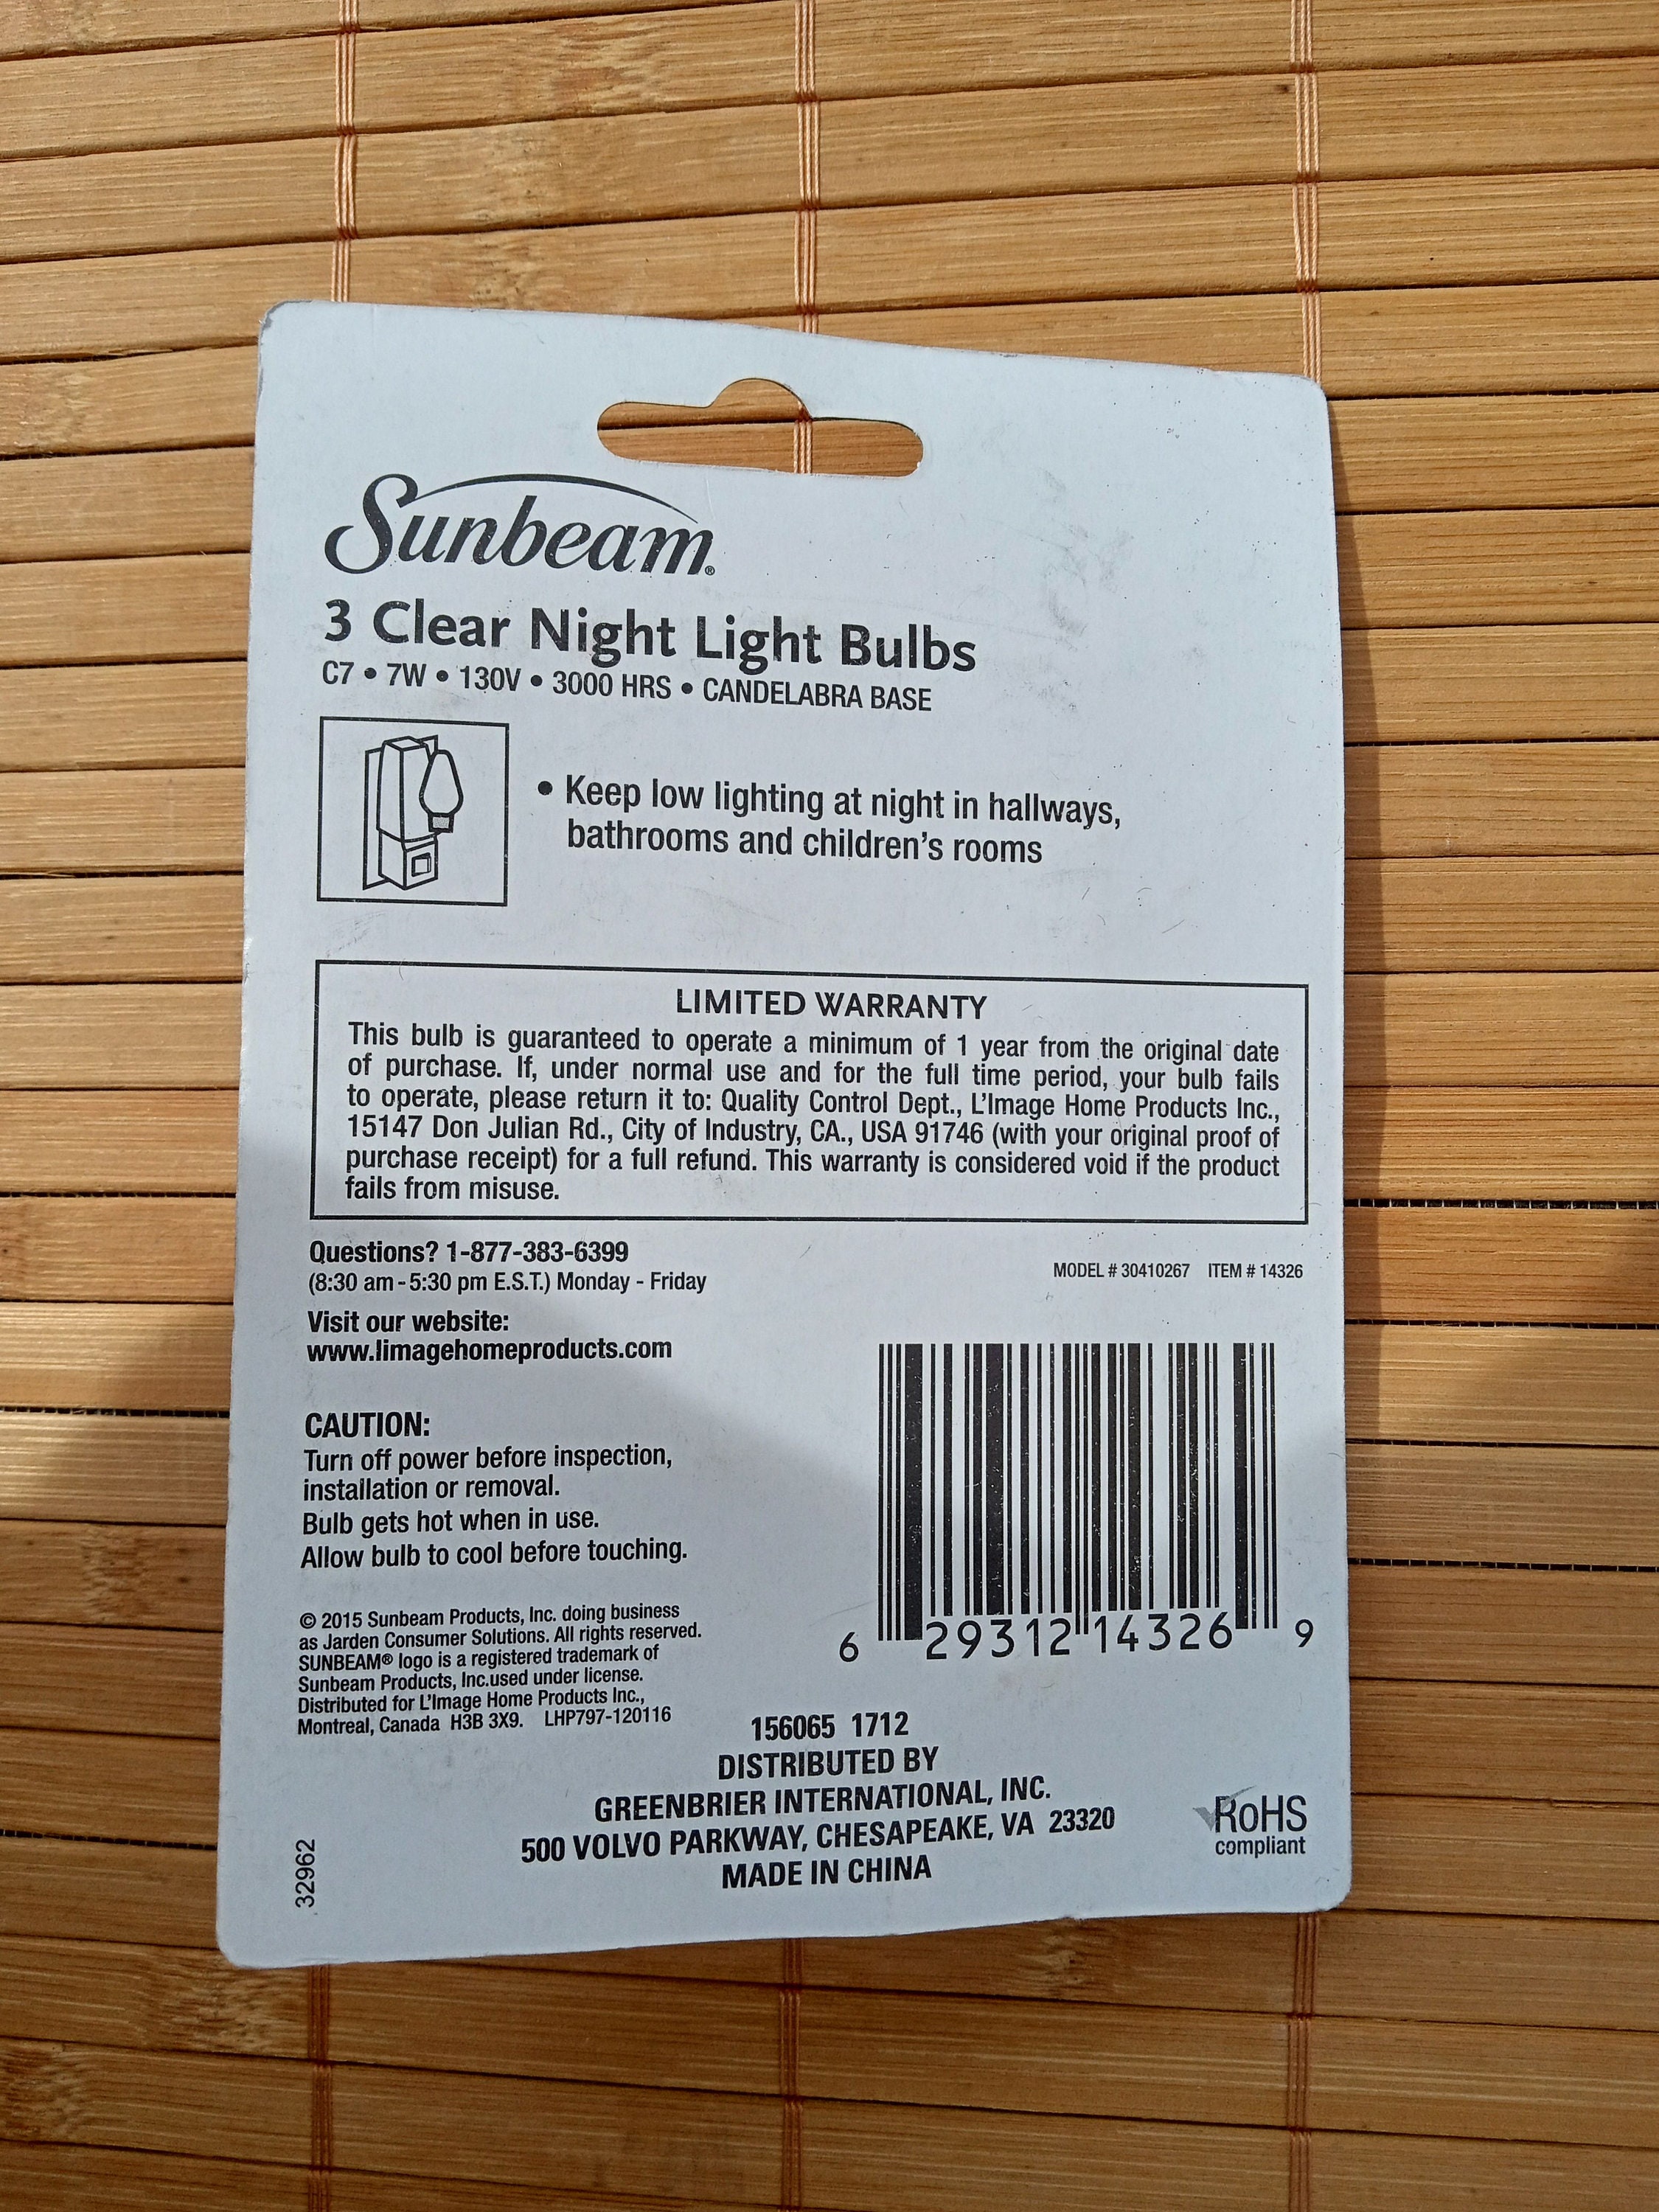 Sunbeam®
3 Clear Night Light Bulbs
C7 • 7W • 130V • 3000 HRS • CANDELABRA BASE
• Keep low lighting at night in hallways,
bathrooms and children's rooms
LIMITED WARRANTY
This bulb is guaranteed to operate a minimum of 1 year from the original date
of purchase. If, under normal use and for the full time period, your bulb fails
to operate, please return it to: Quality Control Dept., L'Image Home Products Inc.,
15147 Don Julian Rd., City of Industry, CA., USA 91746 (with your original proof of
purchase receipt) for a full refund. This warranty is considered void if the product
fails from misuse.
Questions? 1-877-383-6399
(8:30 am - 5:30 pm E.S.T.) Monday - Friday
MODEL # 30410267 ITEM # 14326
Visit our website:
www.limagehomeproducts.com
CAUTION:
Turn off power before inspection,
installation or removal.
Bulb gets hot when in use.
Allow bulb to cool before touching.
© 2015 Sunbeam Products, Inc. doing business
as Jarden Consumer Solutions. All rights reserved.
SUNBEAM® logo is a registered trademark of
Sunbeam Products, Inc.used under license.
Distributed for L'Image Home Products Inc.,
Montreal, Canada H3B 3X9. LHP797-120116
6 29312 14326 9
156065 1712
DISTRIBUTED BY
GREENBRIER INTERNATIONAL, INC.
500 VOLVO PARKWAY, CHESAPEAKE, VA 23320
MADE IN CHINA
RoHS
compliant
32962